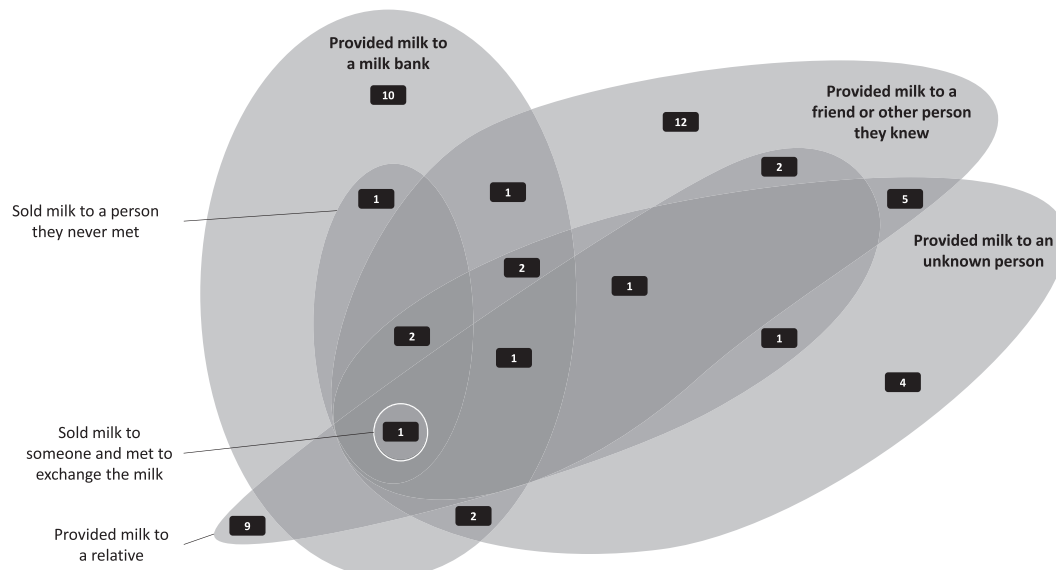 Provided milk to
a milk bank
10
Provided milk to a
friend or other person
they knew
12
2
1
1
5
Sold milk to a person
they never met
Provided milk to an
unknown person
2
1
2
1
1
4
Sold milk to
someone and met to
exchange the milk
1
2
9
Provided milk to
a relative